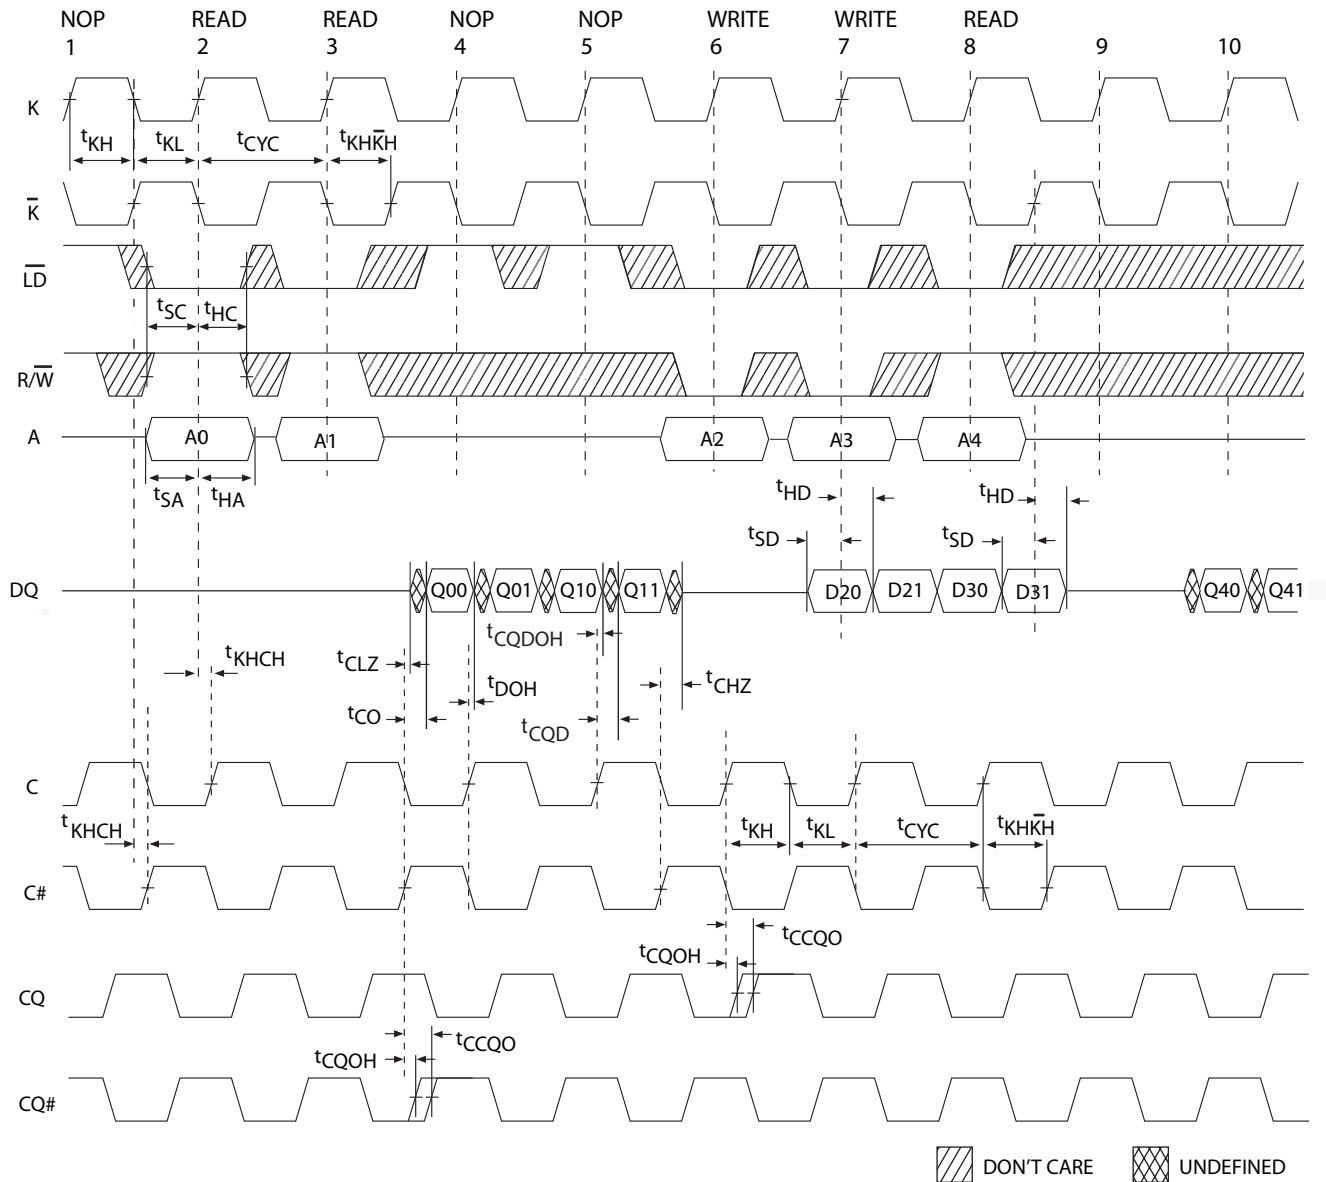 NOP READ READ NOP NOP WRITE WRITE READ
1 2 3 4 5 6 7 8 9 10
K
tKH tKL tCYC tKHK̅H
K̅
L̅D̅
tSC tHC
R/W̅
A A0 A1 A2 A3 A4
tSA tHA tHD tHD
tSD tSD
DQ Q00 Q01 Q10 Q11 D20 D21 D30 D31 Q40 Q41
tCQDOH
tKHCH tCLZ tDOH tCHZ
tCO tCQD
C
tKHCH tKH tKL tCYC tKHK̅H
C#
tCCQO
tCQOH
CQ
tCCQO
tCQOH
CQ#
DON'T CARE UNDEFINED